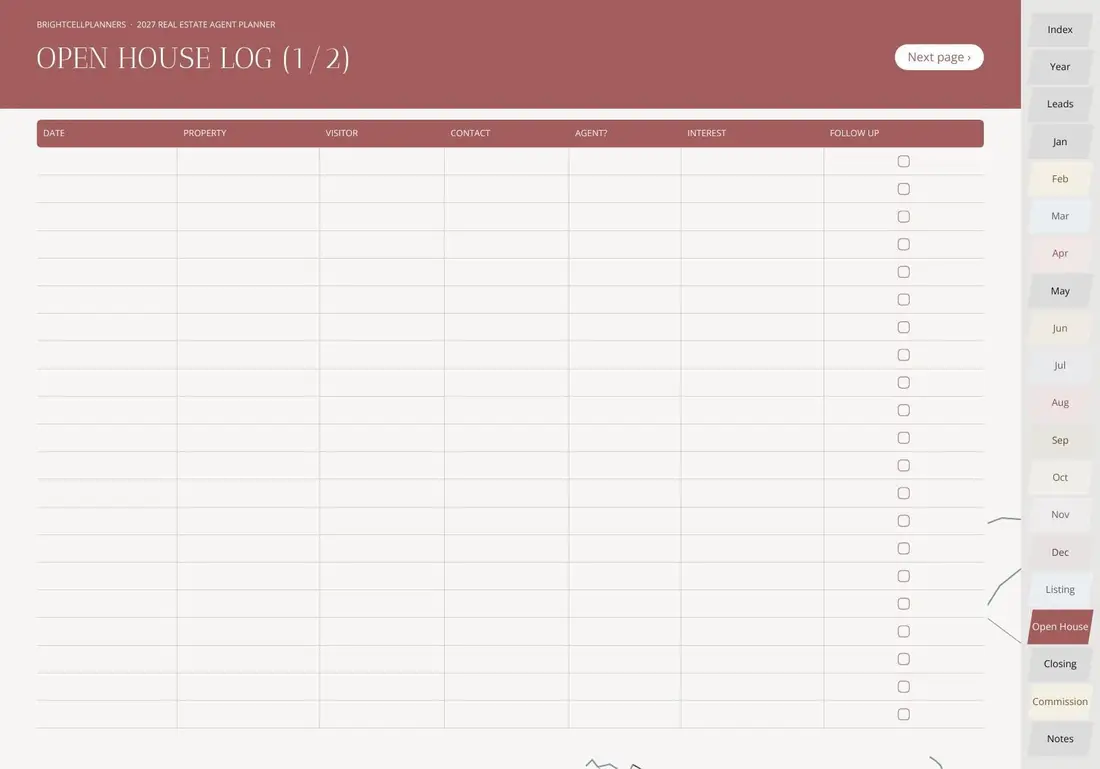 BRIGHTCELLPLANNERS · 2027 REAL ESTATE AGENT PLANNER
OPEN HOUSE LOG (1/2)
Next page ›
DATE PROPERTY VISITOR CONTACT AGENT? INTEREST FOLLOW UP
Index
Year
Leads
Jan
Feb
Mar
Apr
May
Jun
Jul
Aug
Sep
Oct
Nov
Dec
Listing
Open House
Closing
Commission
Notes